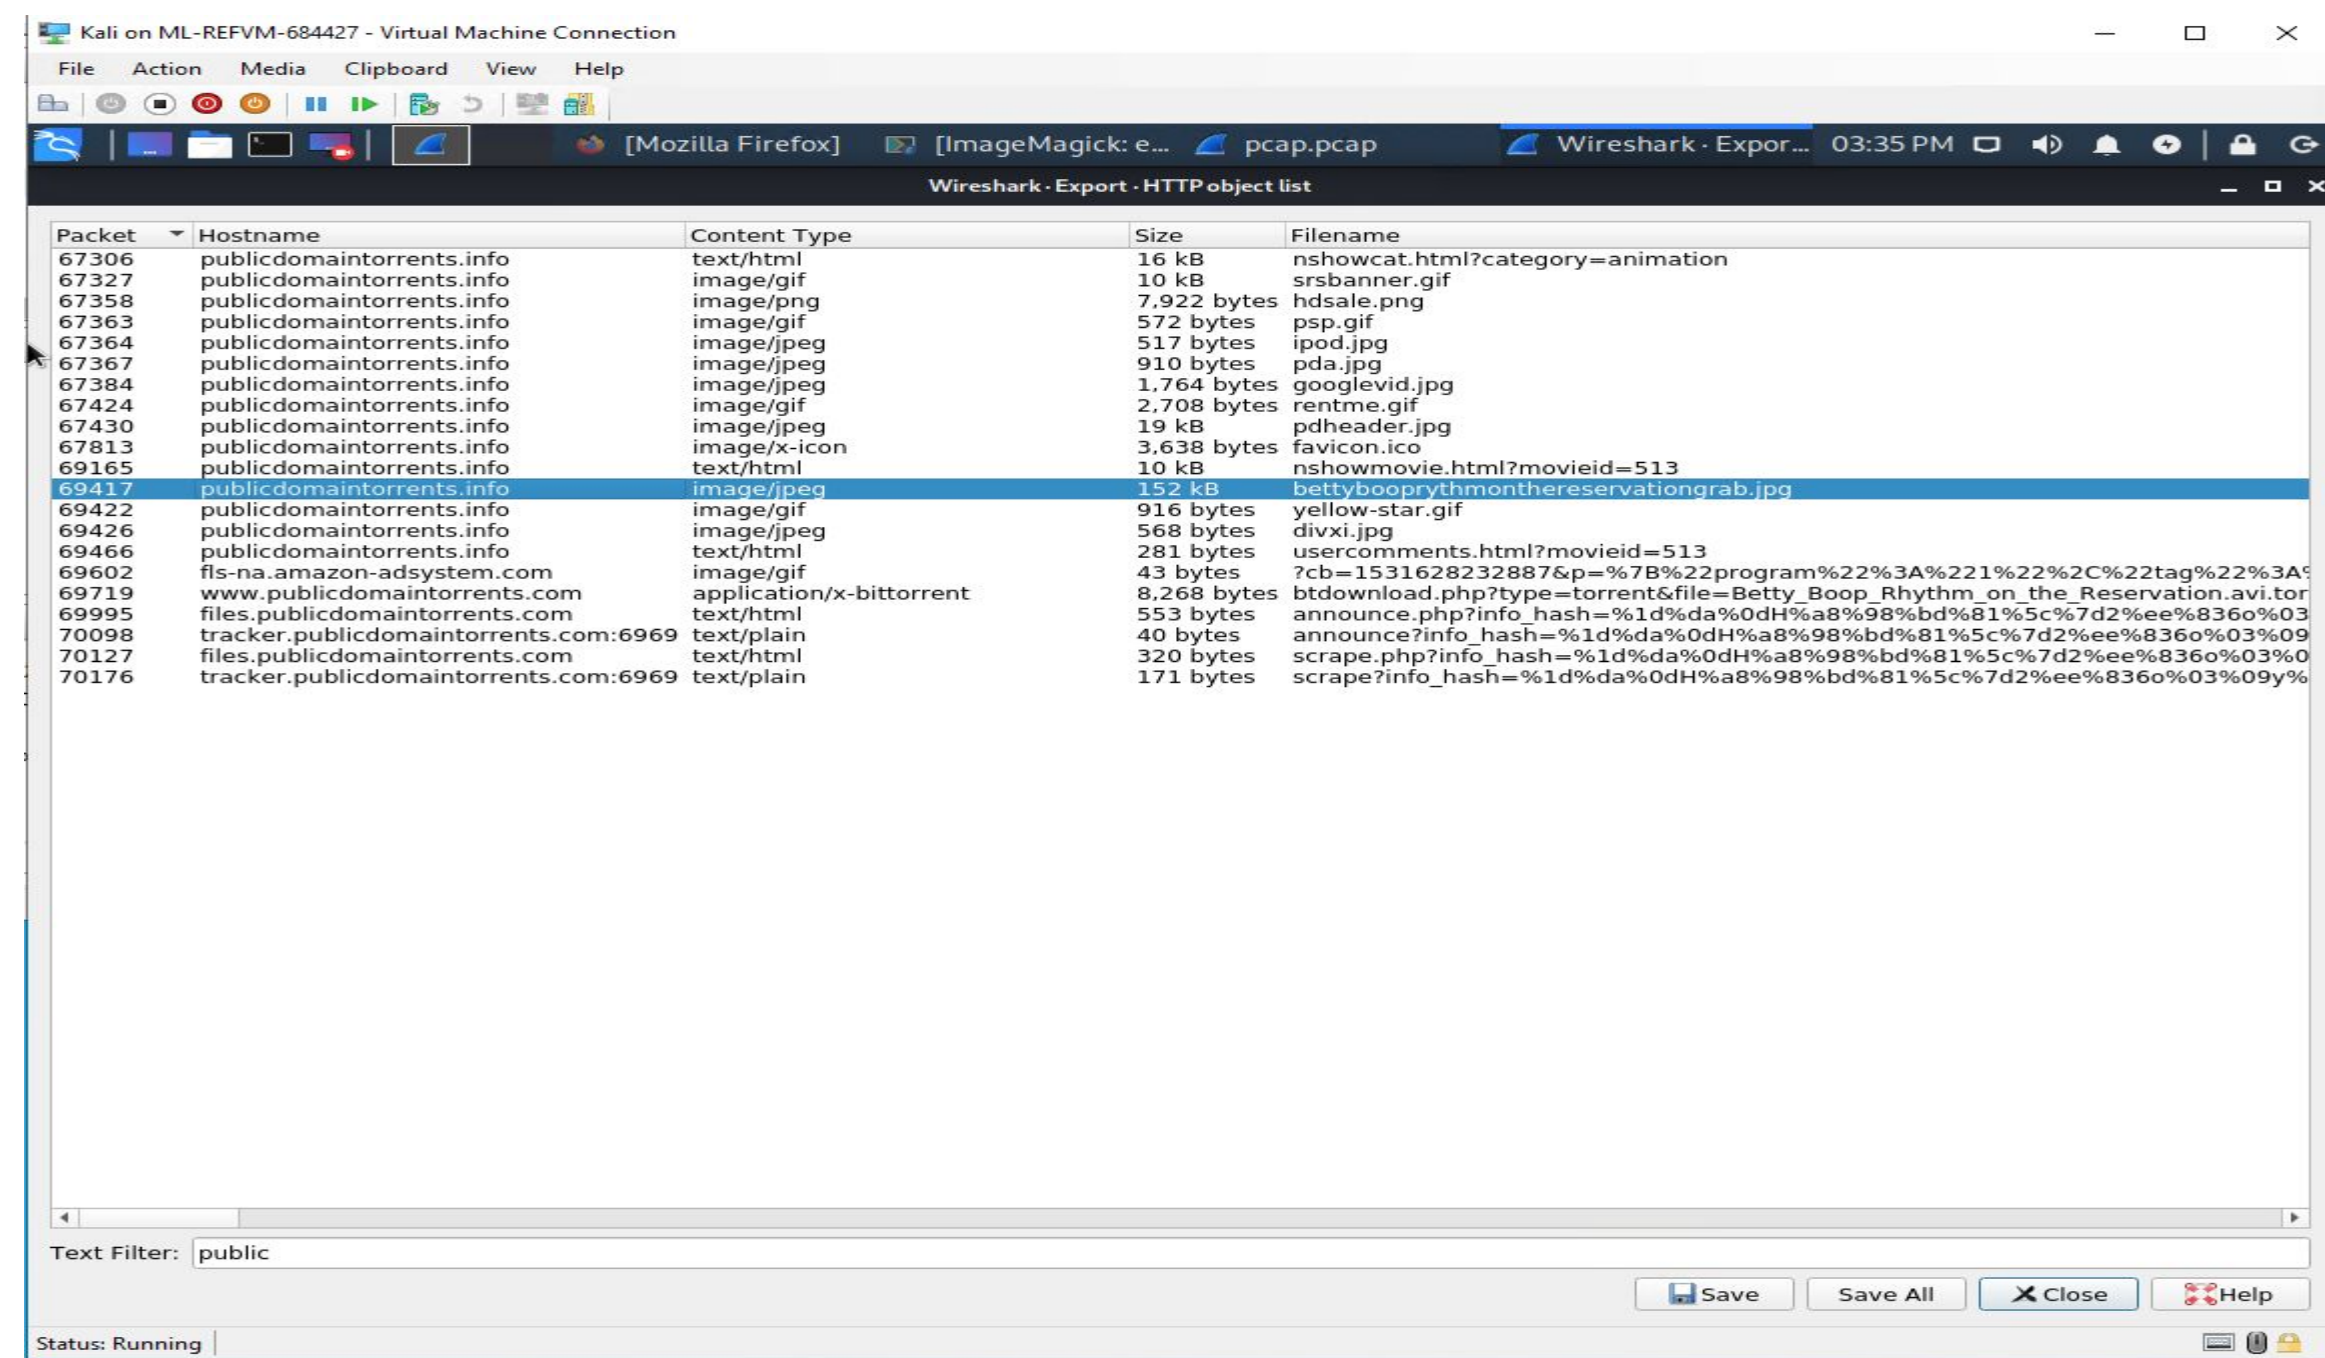 Kali on ML-REFVM-684427 - Virtual Machine Connection
File Action Media Clipboard View Help
[Mozilla Firefox] [ImageMagick: e... pcap.pcap Wireshark · Expor... 03:35 PM
Wireshark · Export · HTTP object list
Packet Hostname Content Type Size Filename
67306 publicdomaintorrents.info text/html 16 kB nshowcat.html?category=animation
67327 publicdomaintorrents.info image/gif 10 kB srsbanner.gif
67358 publicdomaintorrents.info image/png 7,922 bytes hdsale.png
67363 publicdomaintorrents.info image/gif 572 bytes psp.gif
67364 publicdomaintorrents.info image/jpeg 517 bytes ipod.jpg
67367 publicdomaintorrents.info image/jpeg 910 bytes pda.jpg
67384 publicdomaintorrents.info image/jpeg 1,764 bytes googlevid.jpg
67424 publicdomaintorrents.info image/gif 2,708 bytes rentme.gif
67430 publicdomaintorrents.info image/jpeg 19 kB pdheader.jpg
67813 publicdomaintorrents.info image/x-icon 3,638 bytes favicon.ico
69165 publicdomaintorrents.info text/html 10 kB nshowmovie.html?movieid=513
69417 publicdomaintorrents.info image/jpeg 152 kB bettybooprythmonthereservationgrab.jpg
69422 publicdomaintorrents.info image/gif 916 bytes yellow-star.gif
69426 publicdomaintorrents.info image/jpeg 568 bytes divxi.jpg
69466 publicdomaintorrents.info text/html 281 bytes usercomments.html?movieid=513
69602 fls-na.amazon-adsystem.com image/gif 43 bytes ?cb=1531628232887&p=%7B%22program%22%3A%221%22%2C%22tag%22%3A%
69719 www.publicdomaintorrents.com application/x-bittorrent 8,268 bytes btdownload.php?type=torrent&file=Betty_Boop_Rhythm_on_the_Reservation.avi.tor
69995 files.publicdomaintorrents.com text/html 553 bytes announce.php?info_hash=%1d%da%0dH%a8%98%bd%81%5c%7d2%ee%836o%03
70098 tracker.publicdomaintorrents.com:6969 text/plain 40 bytes announce?info_hash=%1d%da%0dH%a8%98%bd%81%5c%7d2%ee%836o%03%09
70127 files.publicdomaintorrents.com text/html 320 bytes scrape.php?info_hash=%1d%da%0dH%a8%98%bd%81%5c%7d2%ee%836o%03%0
70176 tracker.publicdomaintorrents.com:6969 text/plain 171 bytes scrape?info_hash=%1d%da%0dH%a8%98%bd%81%5c%7d2%ee%836o%03%09y%
Text Filter: public
Save Save All Close Help
Status: Running